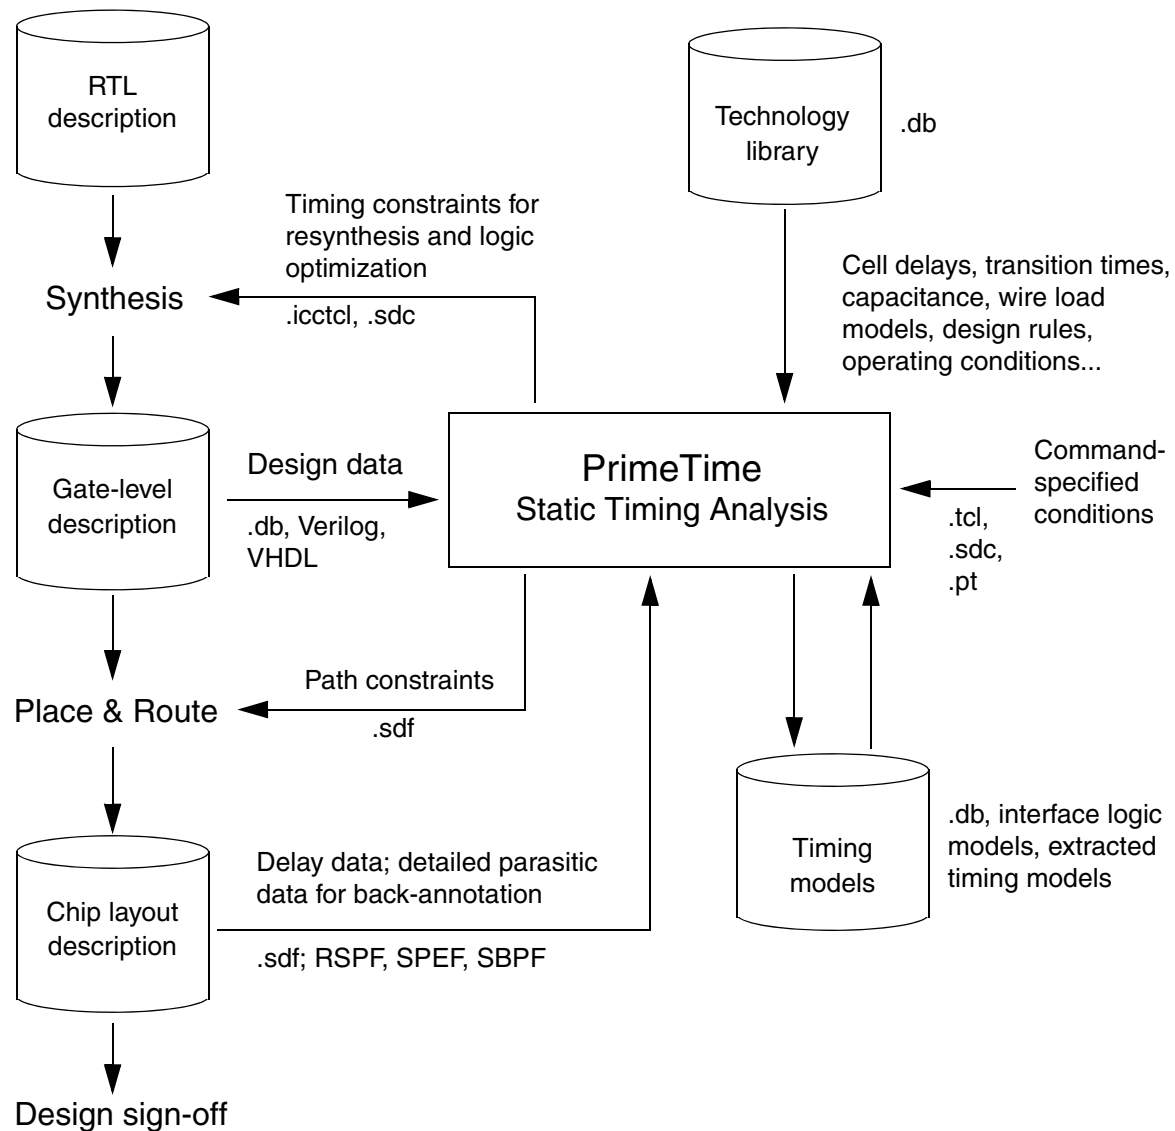 RTL
description
Technology
library
.db
Timing constraints for
resynthesis and logic
optimization
.icctcl, .sdc
Synthesis
Cell delays, transition times,
capacitance, wire load
models, design rules,
operating conditions...
Gate-level
description
Design data
.db, Verilog,
VHDL
PrimeTime
Static Timing Analysis
Command-
specified
conditions
.tcl,
.sdc,
.pt
Place & Route
Path constraints
.sdf
Chip layout
description
Delay data; detailed parasitic
data for back-annotation
.sdf; RSPF, SPEF, SBPF
Timing
models
.db, interface logic
models, extracted
timing models
Design sign-off